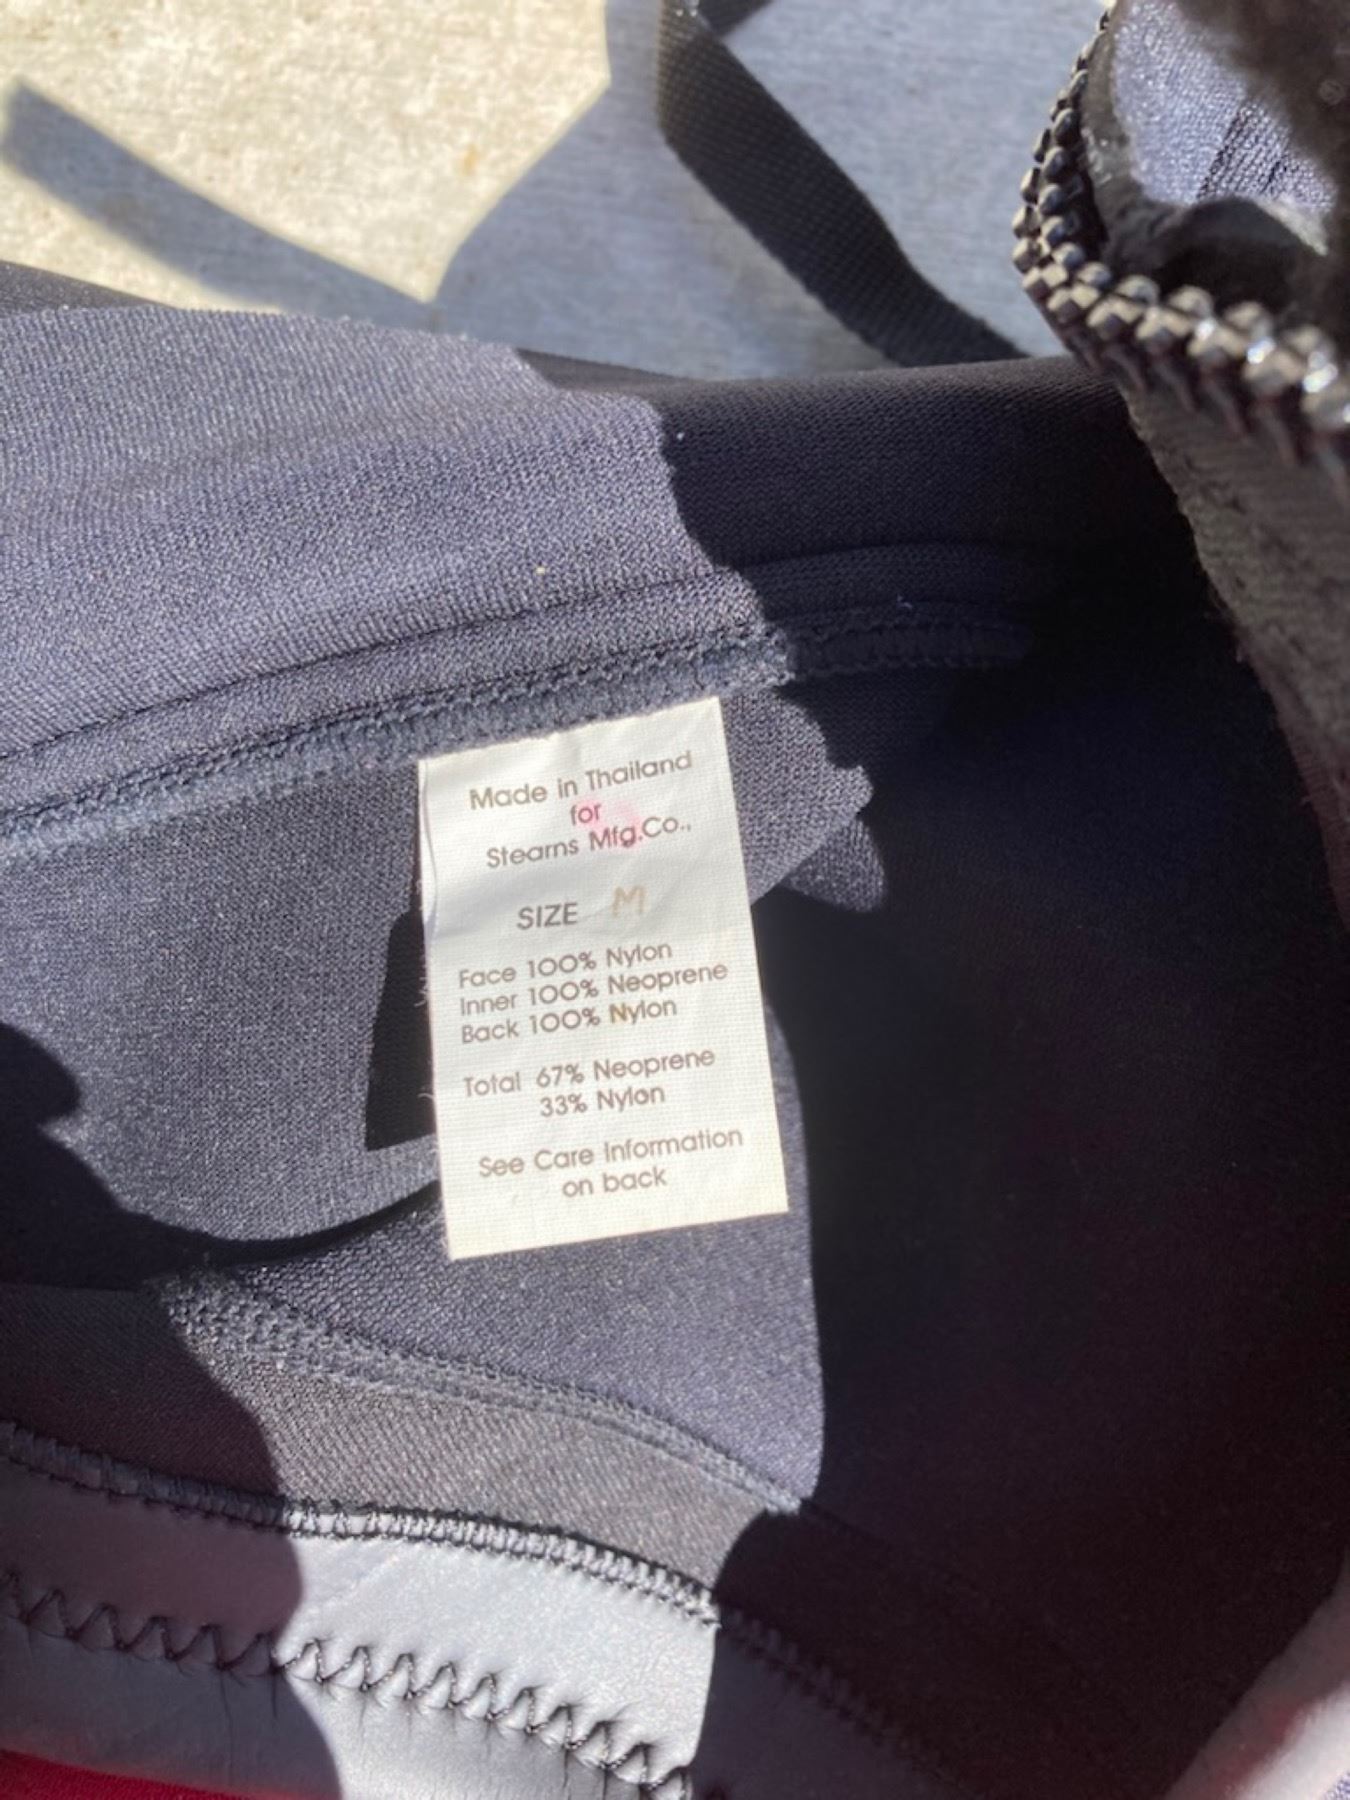 Made in Thailand
for
Stearns Mfg.Co.,
SIZE M
Face 100% Nylon
Inner 100% Neoprene
Back 100% Nylon
Total 67% Neoprene
33% Nylon
See Care Information
on back